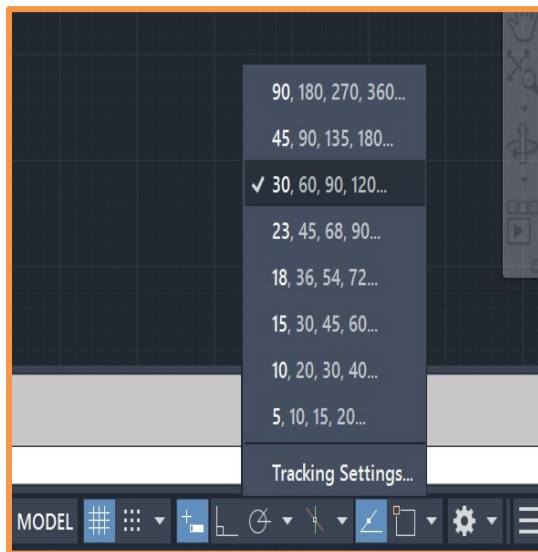 90, 180, 270, 360...
45, 90, 135, 180...
30, 60, 90, 120...
23, 45, 68, 90...
18, 36, 54, 72...
15, 30, 45, 60...
10, 20, 30, 40...
5, 10, 15, 20...
Tracking Settings...
MODEL